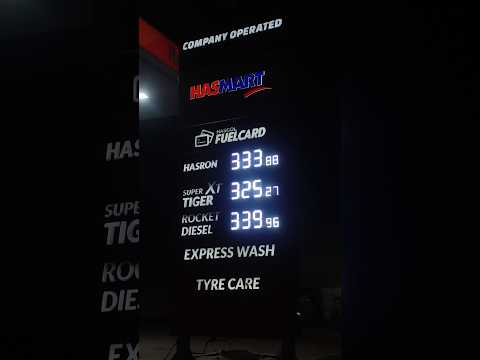 COMPANY OPERATED
HASMART
HASCOL
FUELCARD
HASRON 333.88
SUPER XT
TIGER 325.27
ROCKET
DIESEL 339.96
EXPRESS WASH
TYRE CARE